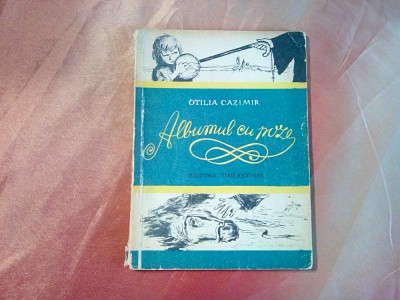 OTILIA CAZIMIR
Albumul cu poze
EDITURA TINERETULUI